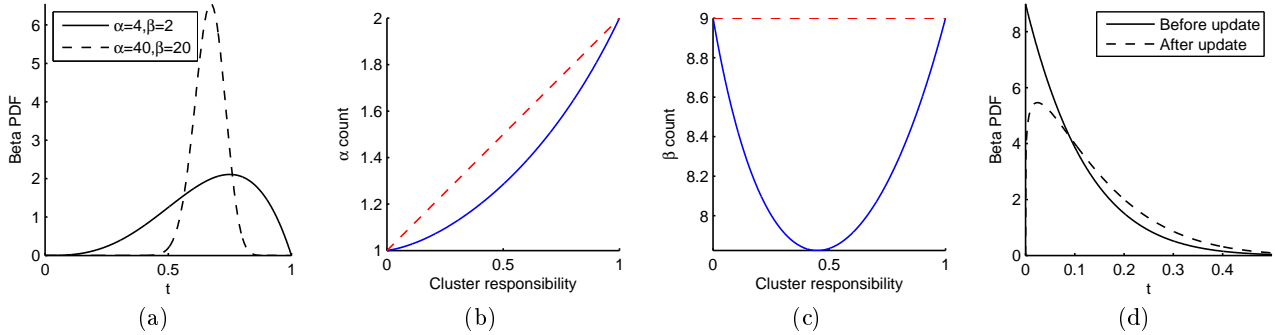 α=4,β=2
α=40,β=20
Beta PDF
6
5
4
3
2
1
0
0
0.5
1
t
(a)
α count
2
1.8
1.6
1.4
1.2
1
0
0.5
1
Cluster responsibility
(b)
β count
9
8.8
8.6
8.4
8.2
8
0
0.5
1
Cluster responsibility
(c)
Before update
After update
Beta PDF
8
6
4
2
0
0
0.1
0.2
0.3
0.4
t
(d)